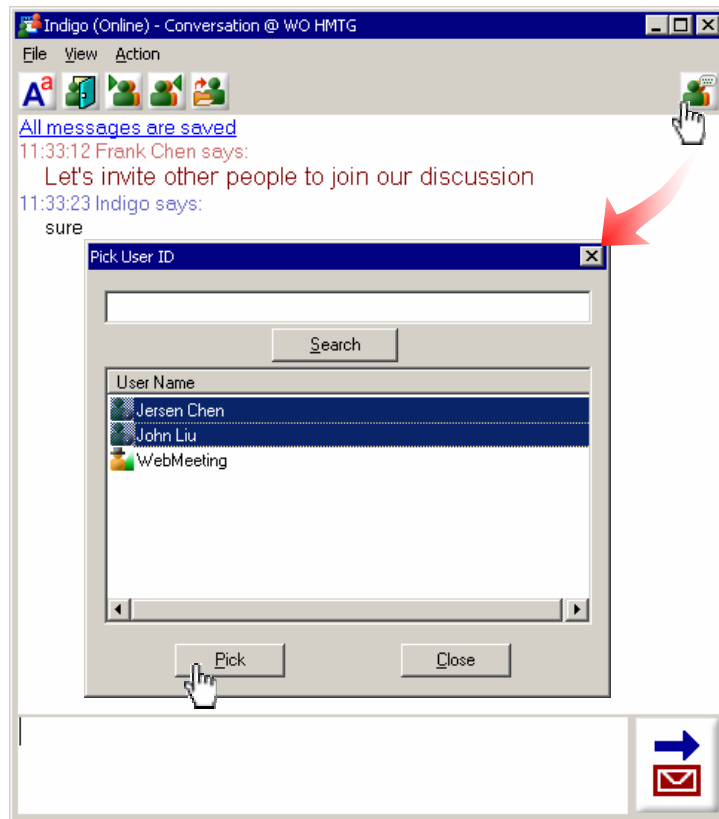 Indigo (Online) - Conversation @ WO HMTG
File View Action
Aa
All messages are saved
11:33:12 Frank Chen says:
Let's invite other people to join our discussion
11:33:23 Indigo says:
sure
Pick User ID
Search
User Name
Jersen Chen
John Liu
WebMeeting
Pick Close